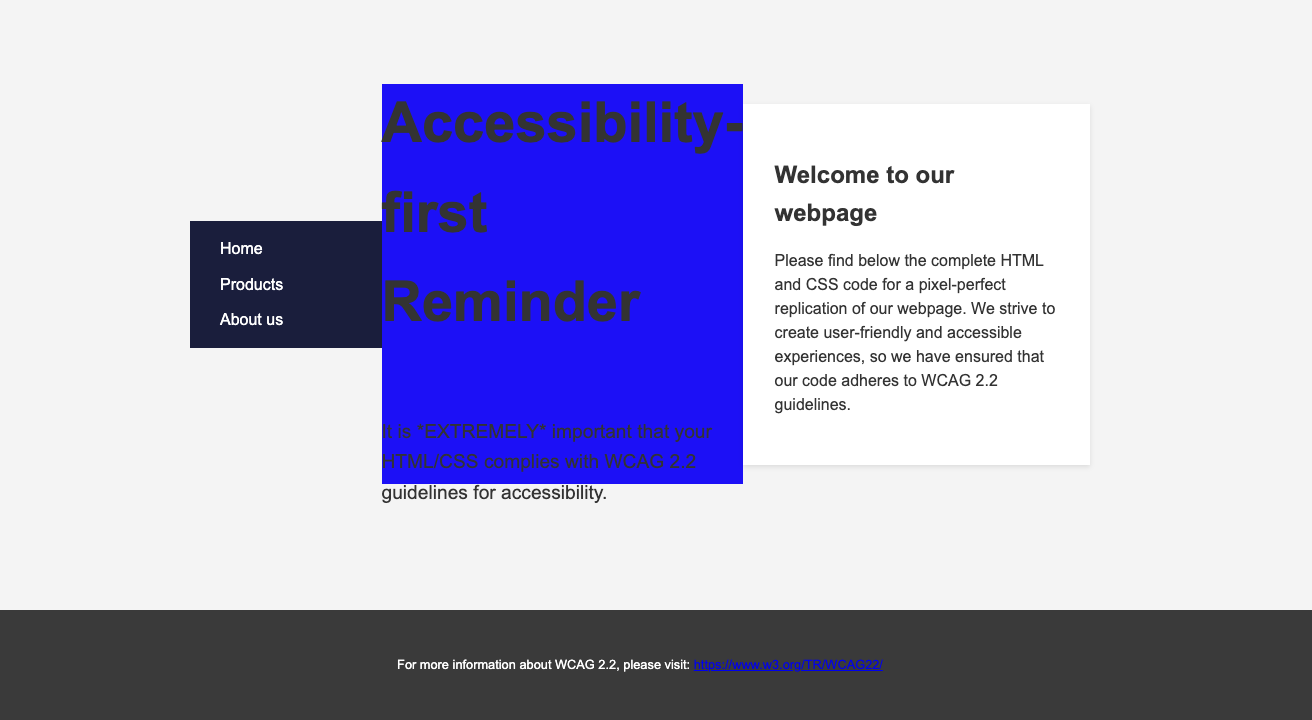 Home
Products
About us
Accessibility-
first
Reminder
It is *EXTREMELY* important that your
HTML/CSS complies with WCAG 2.2
guidelines for accessibility.
Welcome to our
webpage
Please find below the complete HTML
and CSS code for a pixel-perfect
replication of our webpage. We strive to
create user-friendly and accessible
experiences, so we have ensured that
our code adheres to WCAG 2.2
guidelines.
For more information about WCAG 2.2, please visit: https://www.w3.org/TR/WCAG22/